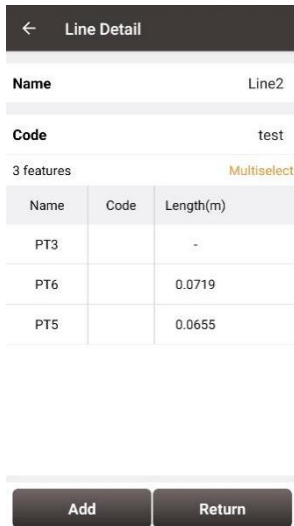 Line Detail
Name Line2
Code test
3 features Multiselect
Name Code Length(m)
PT3 -
PT6 0.0719
PT5 0.0655
Add Return